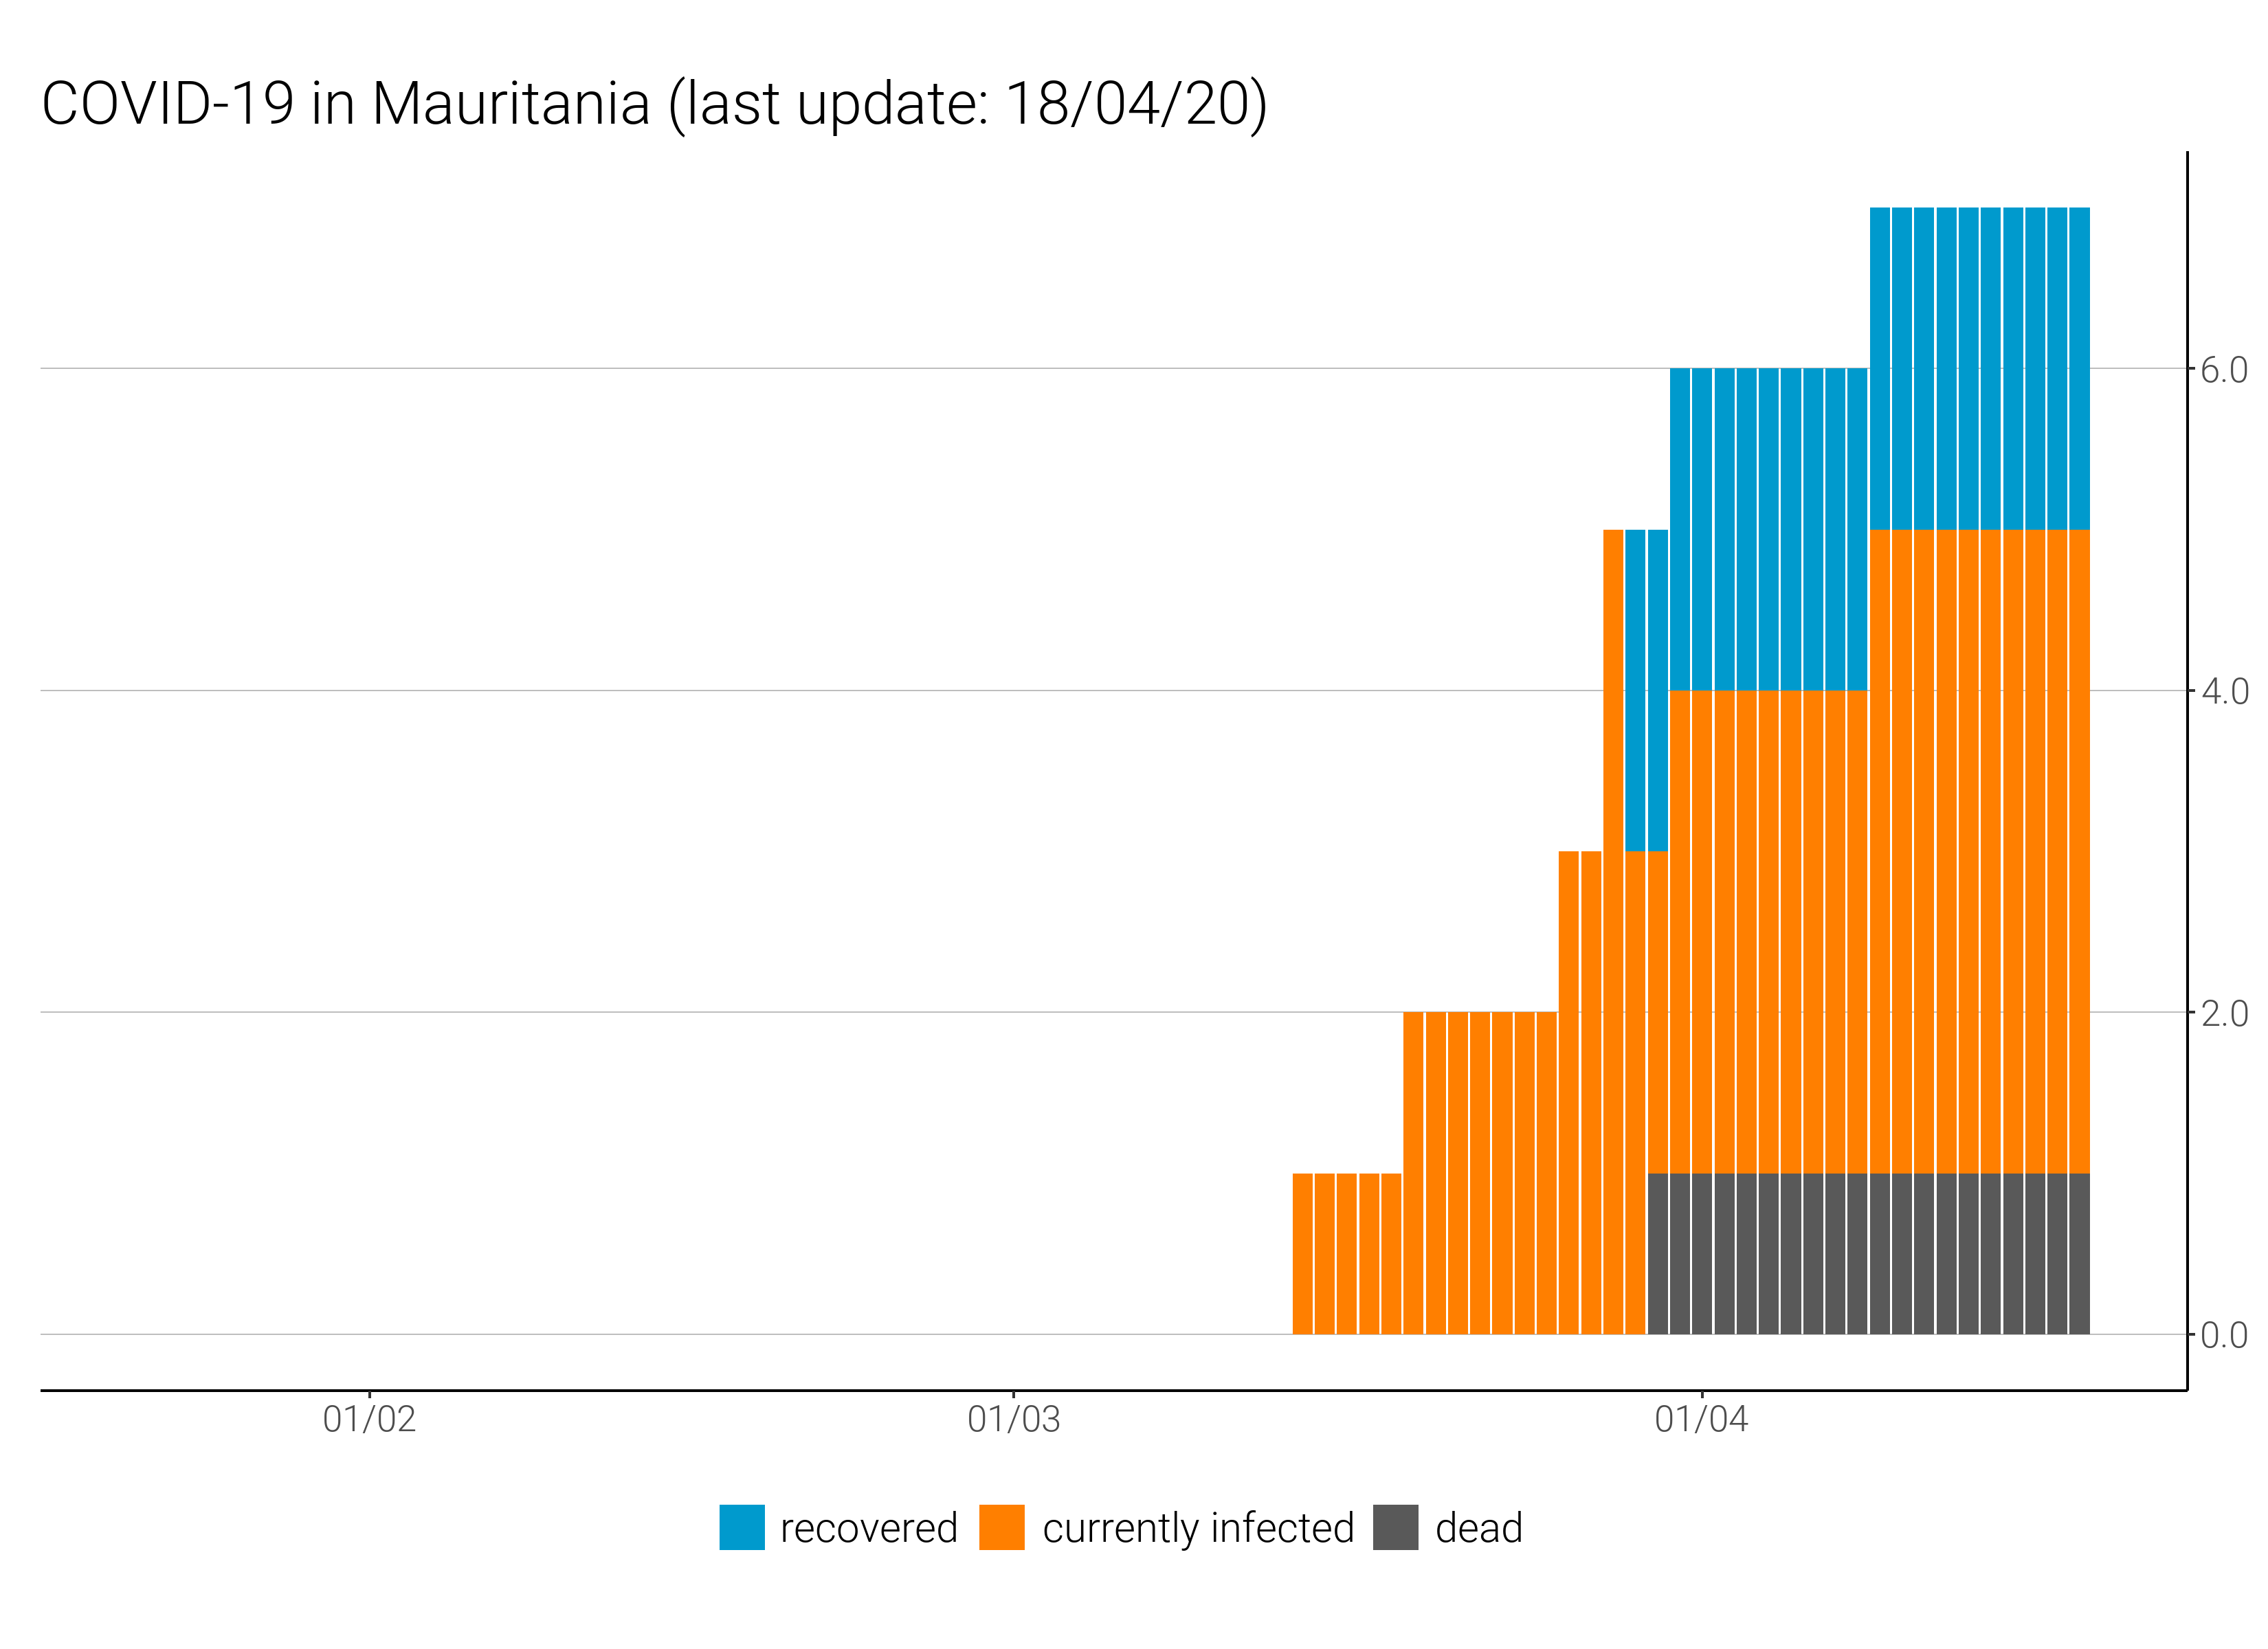 COVID-19 in Mauritania (last update: 18/04/20)
6.0
4.0
2.0
0.0
01/02 01/03 01/04
recovered currently infected dead